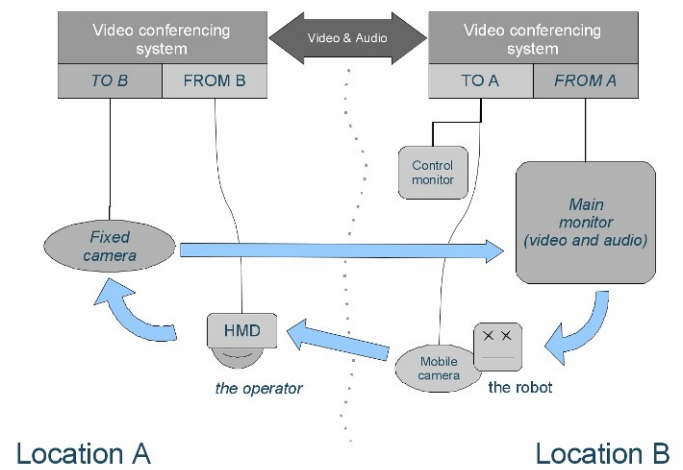 Video conferencing
system
TO B
FROM B
Video & Audio
Video conferencing
system
TO A
FROM A
Control
monitor
Main
monitor
(video and audio)
Fixed
camera
HMD
the operator
Mobile
camera
the robot
Location A
Location B